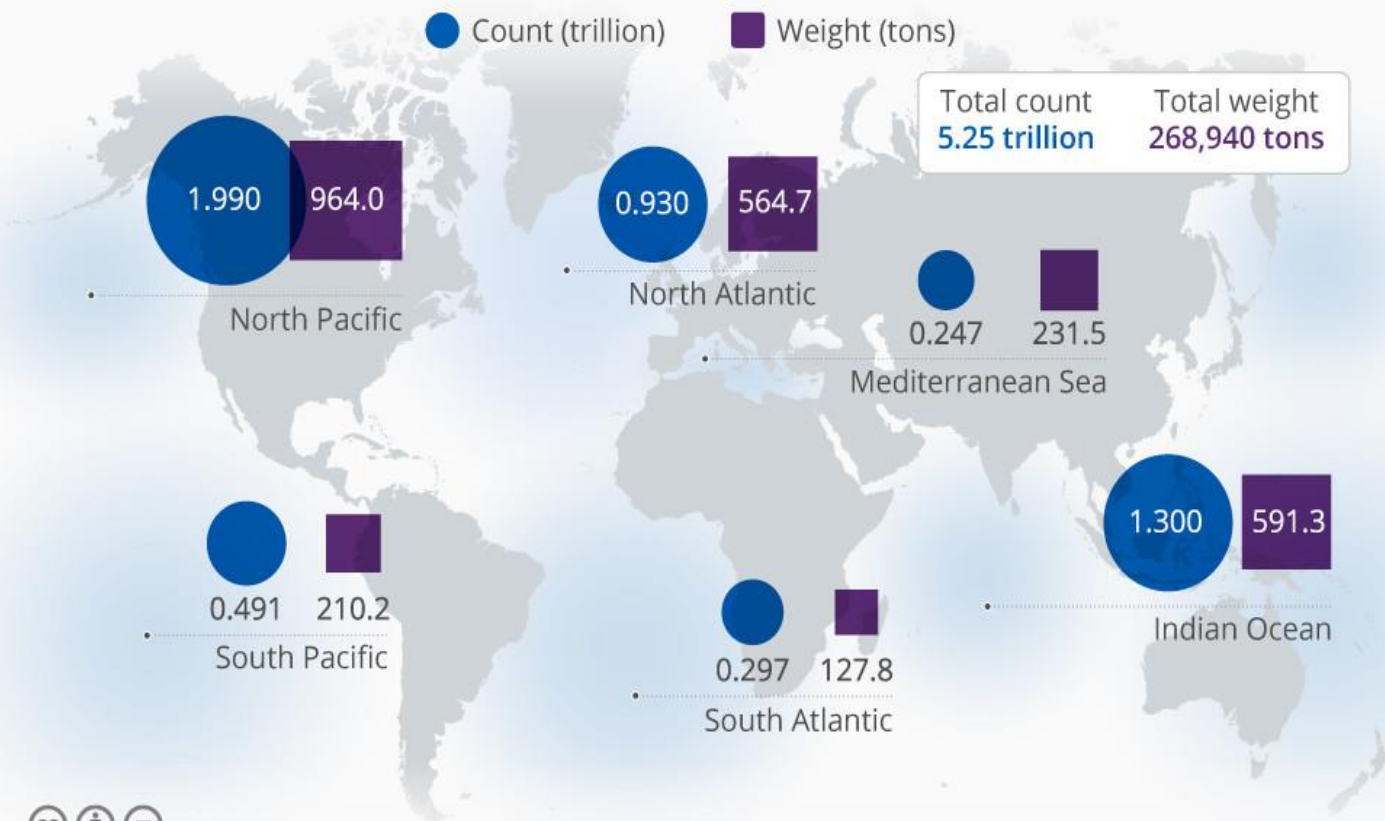 Count (trillion) Weight (tons)
Total count Total weight
5.25 trillion 268,940 tons
1.990 964.0
North Pacific
0.930 564.7
North Atlantic
0.247 231.5
Mediterranean Sea
1.300 591.3
Indian Ocean
0.491 210.2
South Pacific
0.297 127.8
South Atlantic